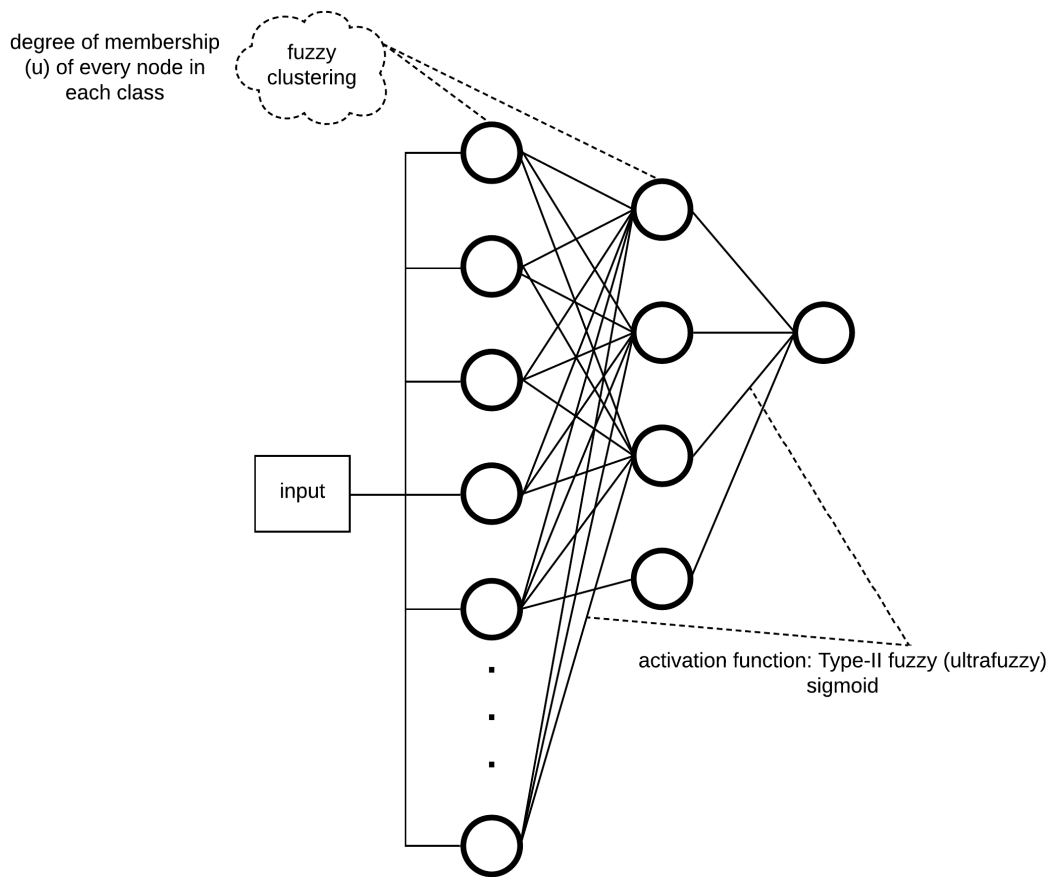 degree of membership
(u) of every node in
each class
fuzzy
clustering
input
activation function: Type-II fuzzy (ultrafuzzy)
sigmoid